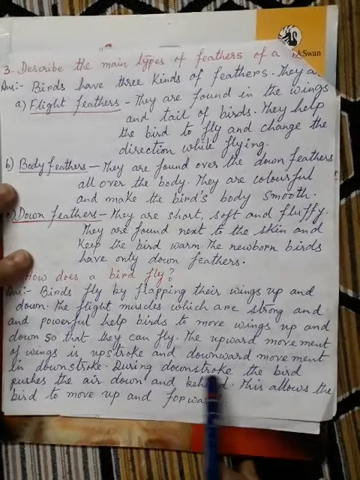 OrientBlackSwan
3. Describe the main types of feathers of a
Ans:- Birds have three kinds of feathers. They a
a) Flight feathers - They are found in the wings
and tail of birds. They help
the bird to fly and change the
direction while flying.
b) Body feathers - They are found over the down feathers
all over the body. They are colourful
and make the bird's body smooth.
c) Down feathers - They are short, soft and fluffy.
They are found next to the skin and
keep the bird warm. The newborn birds
have only down feathers.
How does a bird fly?
Ans:- Birds fly by flapping their wings up and
down. The flight muscles which are strong and
and powerful help birds to move wings up and
down so that they can fly. The upward movement
of wings is upstroke and downward movement
is downstroke. During downstroke the bird
pushes the air down and behind. This allows the
bird to move up and forwa